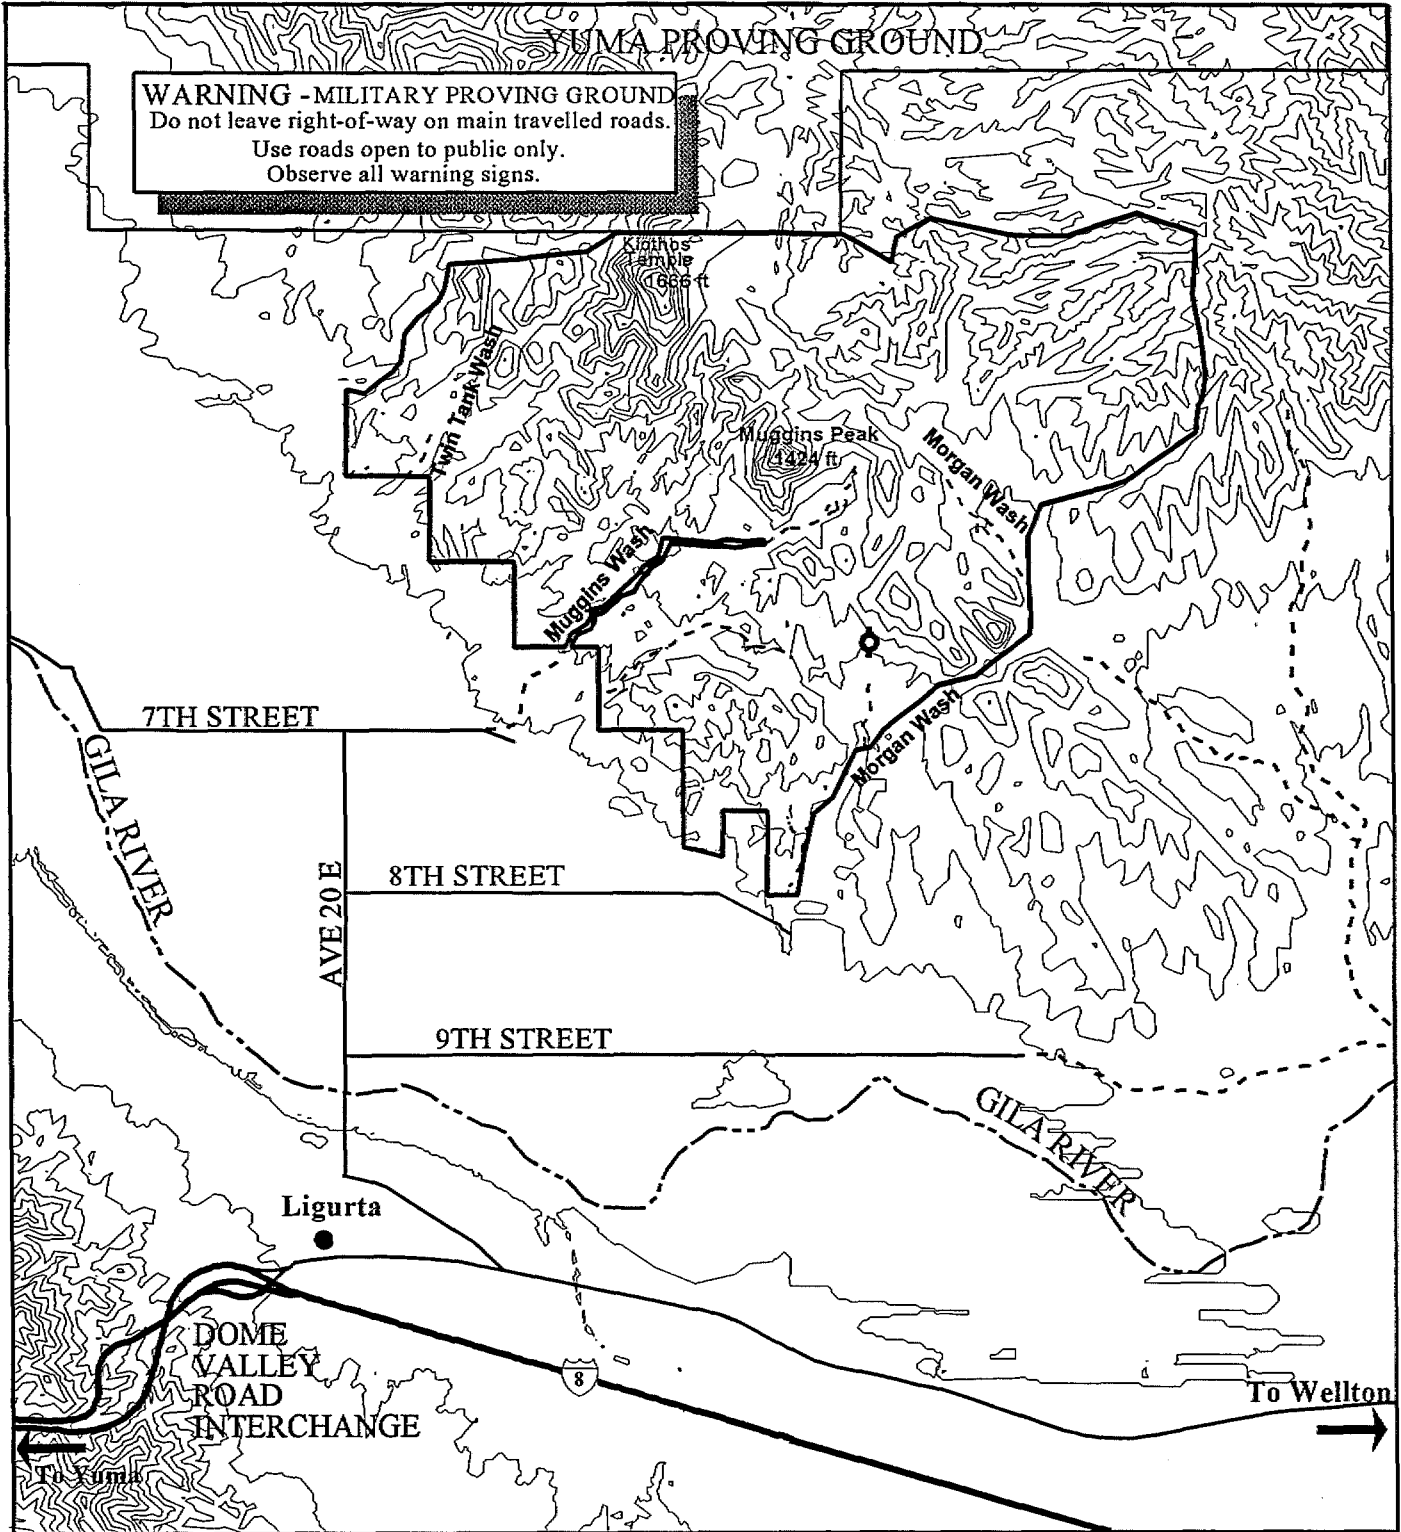 YUMA PROVING GROUND
WARNING - MILITARY PROVING GROUND
Do not leave right-of-way on main travelled roads.
Use roads open to public only.
Observe all warning signs.
Klothos
Temple
1666 ft
Twin Tank Wash
Muggins Peak
1424 ft
Morgan Wash
Muggins Wash
Morgan Wash
7TH STREET
GILA RIVER
8TH STREET
AVE 20 E
9TH STREET
GILA RIVER
Ligurta
DOME
VALLEY
ROAD
INTERCHANGE
8
To Wellton
To Yuma